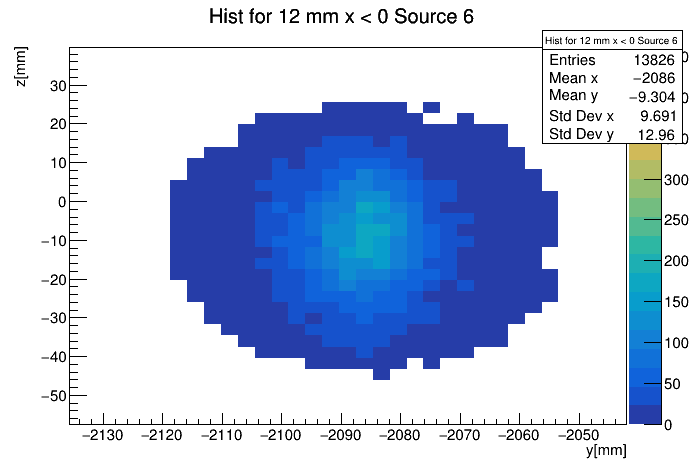 Hist for 12 mm x < 0 Source 6
z[mm]
Hist for 12 mm x < 0 Source 6
Entries 13826
Mean x −2086
Mean y −9.304
Std Dev x 9.691
Std Dev y 12.96
30
20
10
0
−10
−20
−30
−40
−50
300
250
200
150
100
50
0
−2130 −2120 −2110 −2100 −2090 −2080 −2070 −2060 −2050
y[mm]